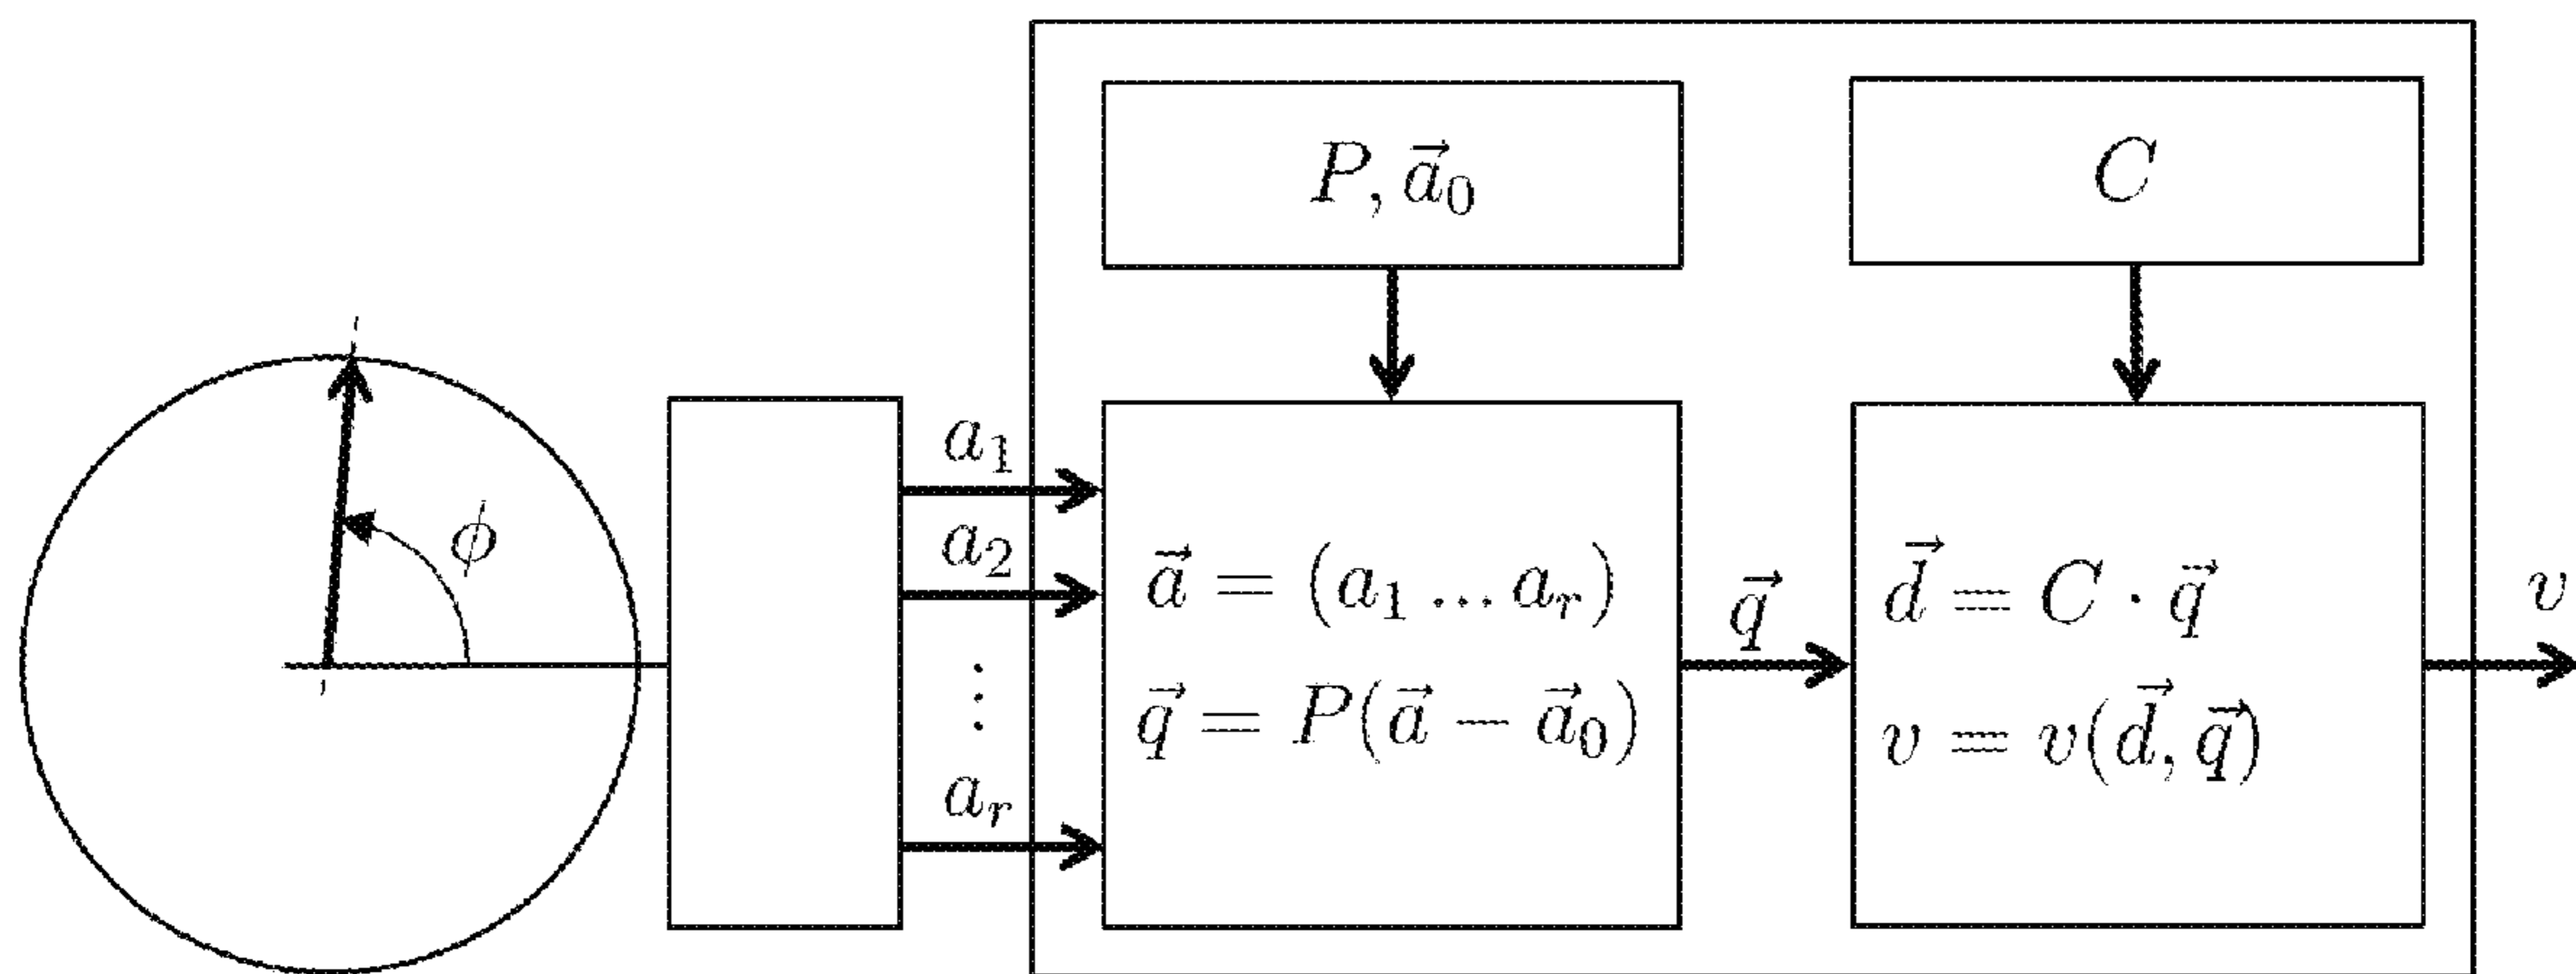 P, a⃗₀
C
ϕ
a₁
a₂
⋮
aᵣ
a⃗ = (a₁ ... aᵣ)
q⃗ = P(a⃗ − a⃗₀)
q⃗
d⃗ = C · q⃗
v = v(d⃗, q⃗)
v